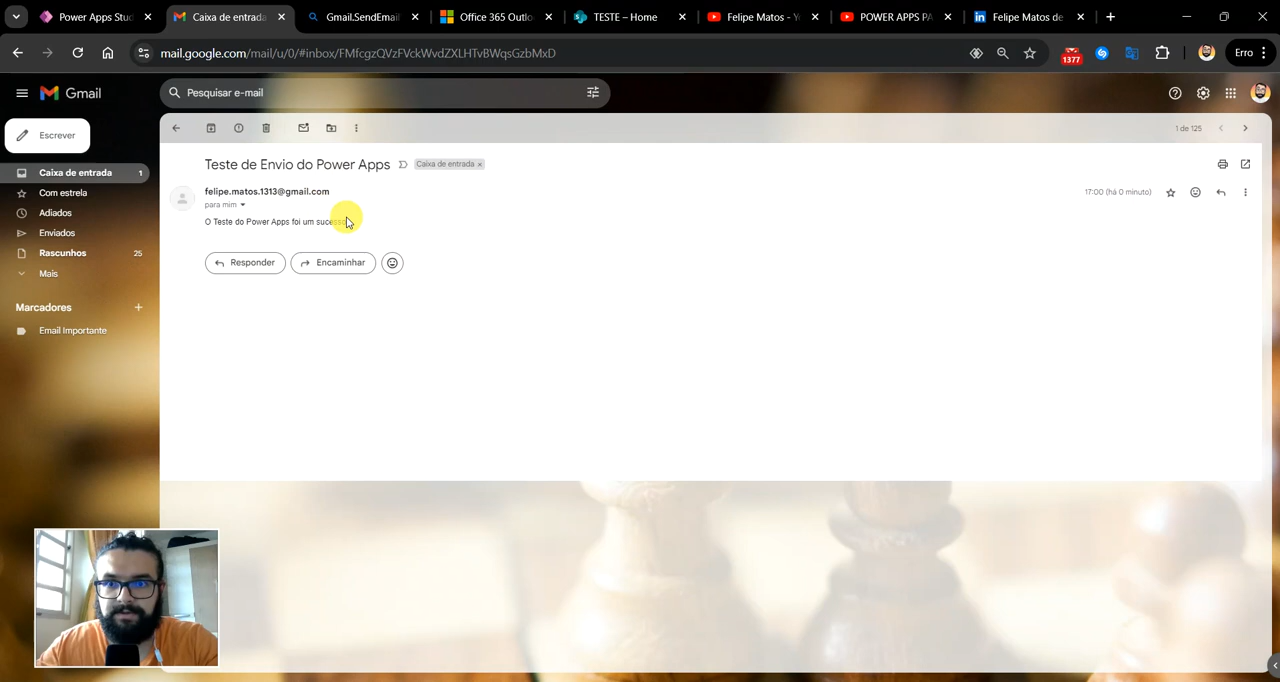 Power Apps Stud
Caixa de entrada
Gmail.SendEmail
Office 365 Outlo
TESTE – Home
Felipe Matos - Yo
POWER APPS PA
Felipe Matos de
mail.google.com/mail/u/0/#inbox/FMfcgzQVzFVckWvdZXLHTvBWqsGzbMxD
1377
Erro
Gmail
Pesquisar e-mail
Escrever
1 de 125
Caixa de entrada 1
Com estrela
Adiados
Enviados
Rascunhos 25
Mais
Marcadores
Email Importante
Teste de Envio do Power Apps
Caixa de entrada ×
felipe.matos.1313@gmail.com
17:00 (há 0 minuto)
para mim
O Teste do Power Apps foi um sucesso
Responder
Encaminhar